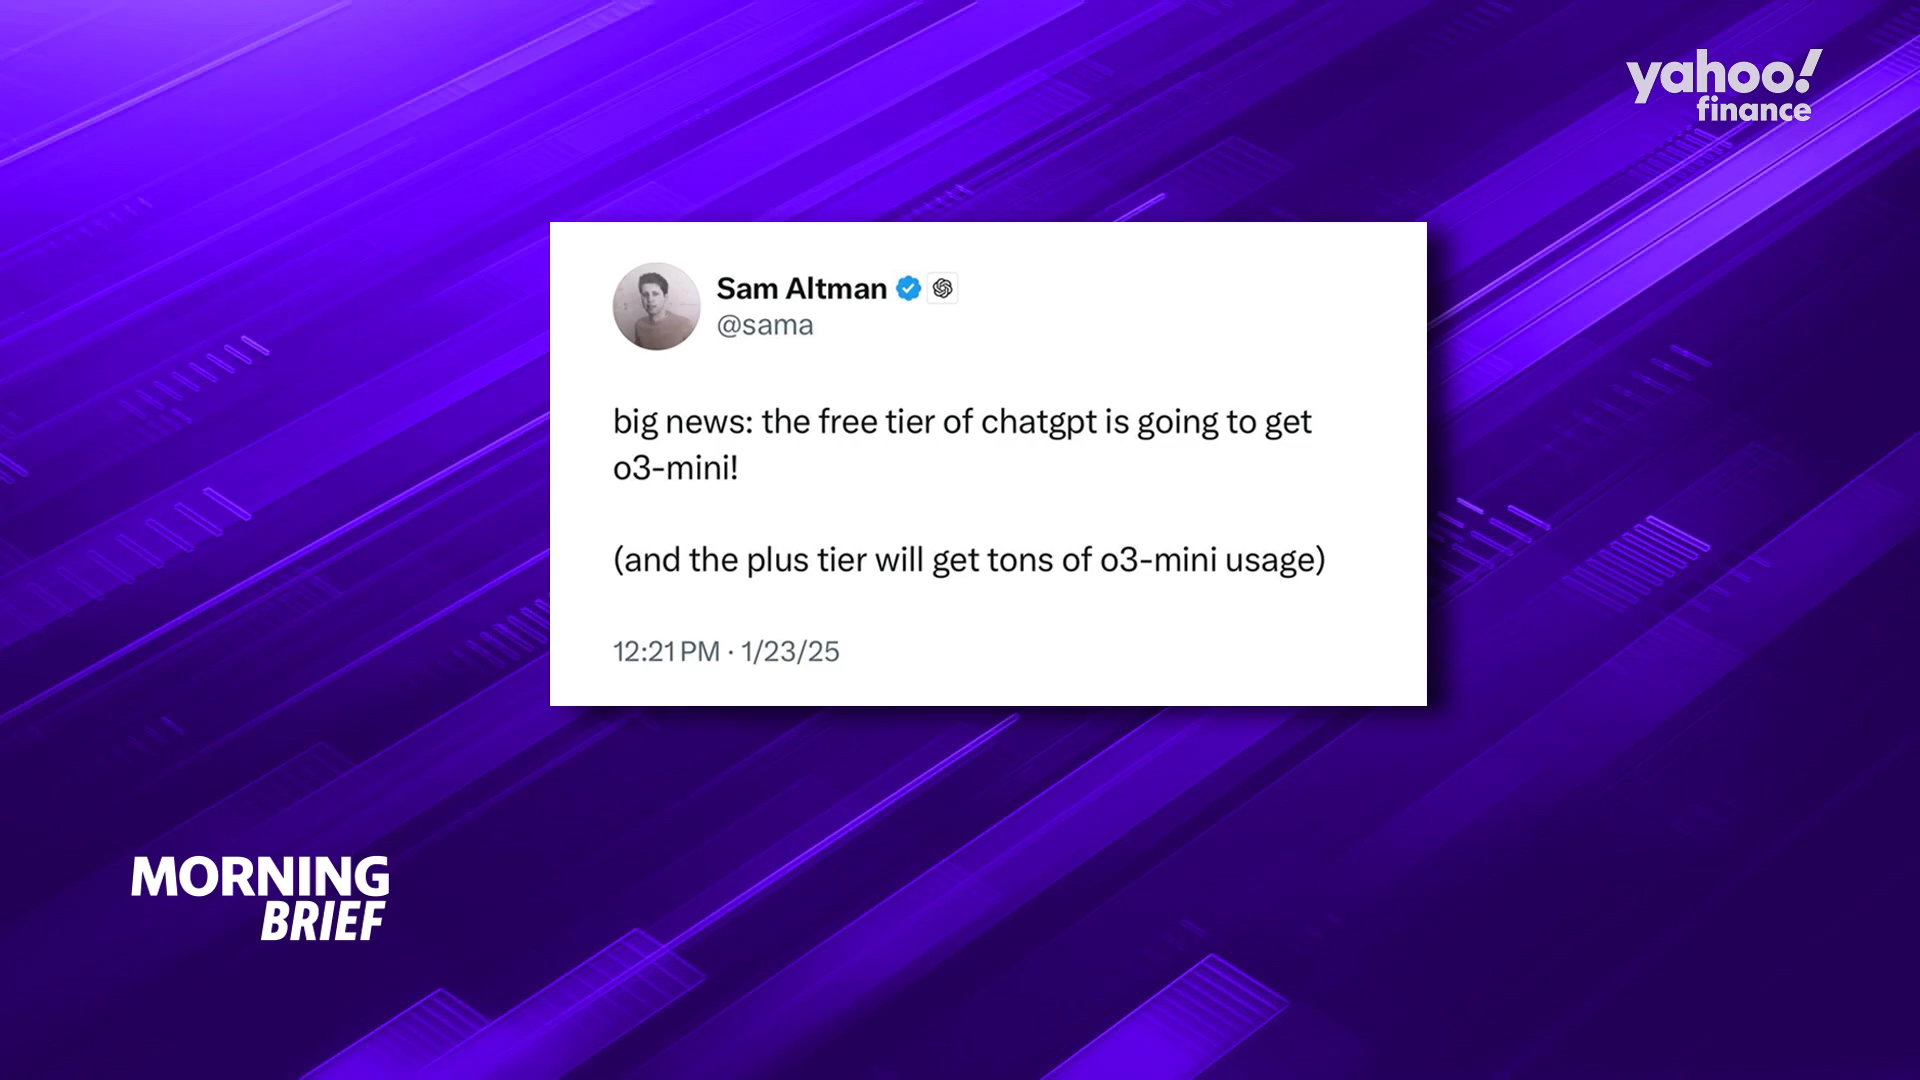 yahoo!
finance
Sam Altman
@sama
big news: the free tier of chatgpt is going to get
o3-mini!
(and the plus tier will get tons of o3-mini usage)
12:21 PM · 1/23/25
MORNING
BRIEF